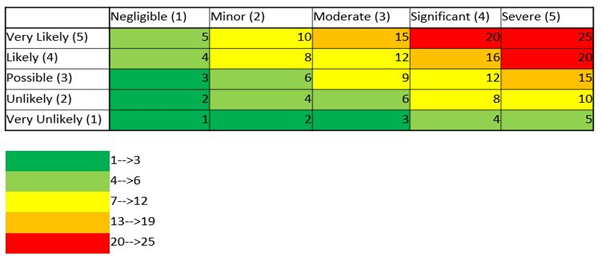 Negligible (1) Minor (2) Moderate (3) Significant (4) Severe (5)
Very Likely (5) 5 10 15 20 25
Likely (4) 4 8 12 16 20
Possible (3) 3 6 9 12 15
Unlikely (2) 2 4 6 8 10
Very Unlikely (1) 1 2 3 4 5
1-->3
4-->6
7-->12
13-->19
20-->25